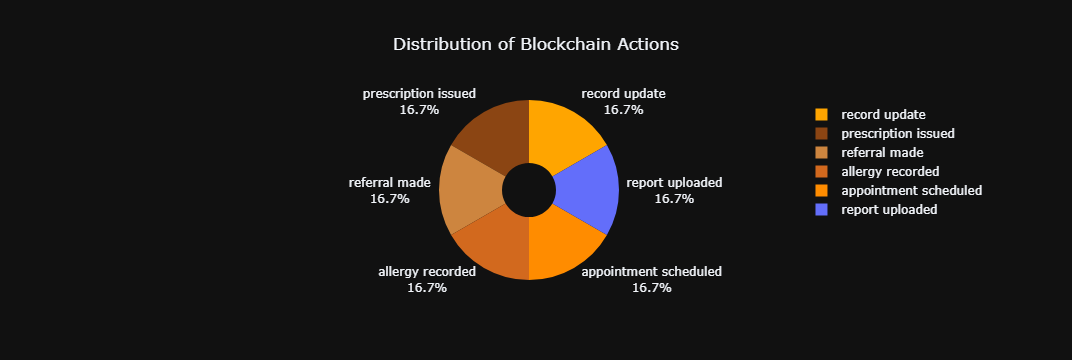 Distribution of Blockchain Actions
prescription issued
16.7%
record update
16.7%
referral made
16.7%
report uploaded
16.7%
allergy recorded
16.7%
appointment scheduled
16.7%
record update
prescription issued
referral made
allergy recorded
appointment scheduled
report uploaded